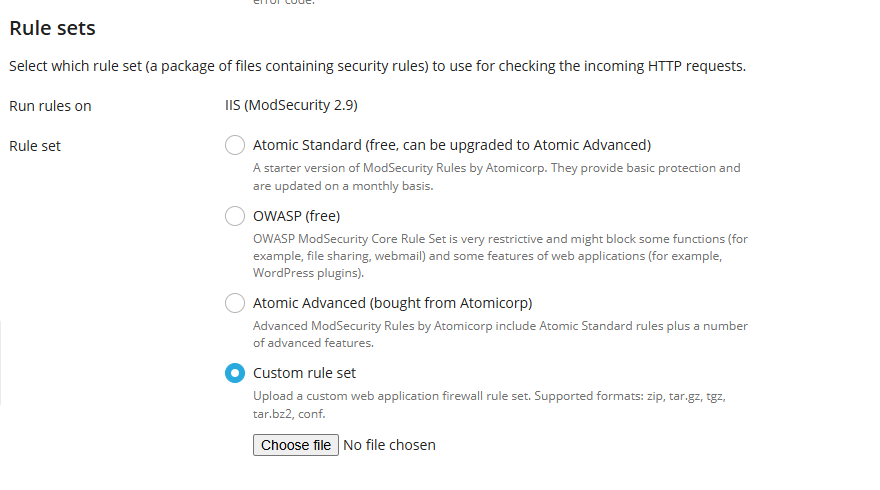 error code.
Rule sets
Select which rule set (a package of files containing security rules) to use for checking the incoming HTTP requests.
Run rules on IIS (ModSecurity 2.9)
Rule set
Atomic Standard (free, can be upgraded to Atomic Advanced)
A starter version of ModSecurity Rules by Atomicorp. They provide basic protection and
are updated on a monthly basis.
OWASP (free)
OWASP ModSecurity Core Rule Set is very restrictive and might block some functions (for
example, file sharing, webmail) and some features of web applications (for example,
WordPress plugins).
Atomic Advanced (bought from Atomicorp)
Advanced ModSecurity Rules by Atomicorp include Atomic Standard rules plus a number
of advanced features.
Custom rule set
Upload a custom web application firewall rule set. Supported formats: zip, tar.gz, tgz,
tar.bz2, conf.
Choose file No file chosen